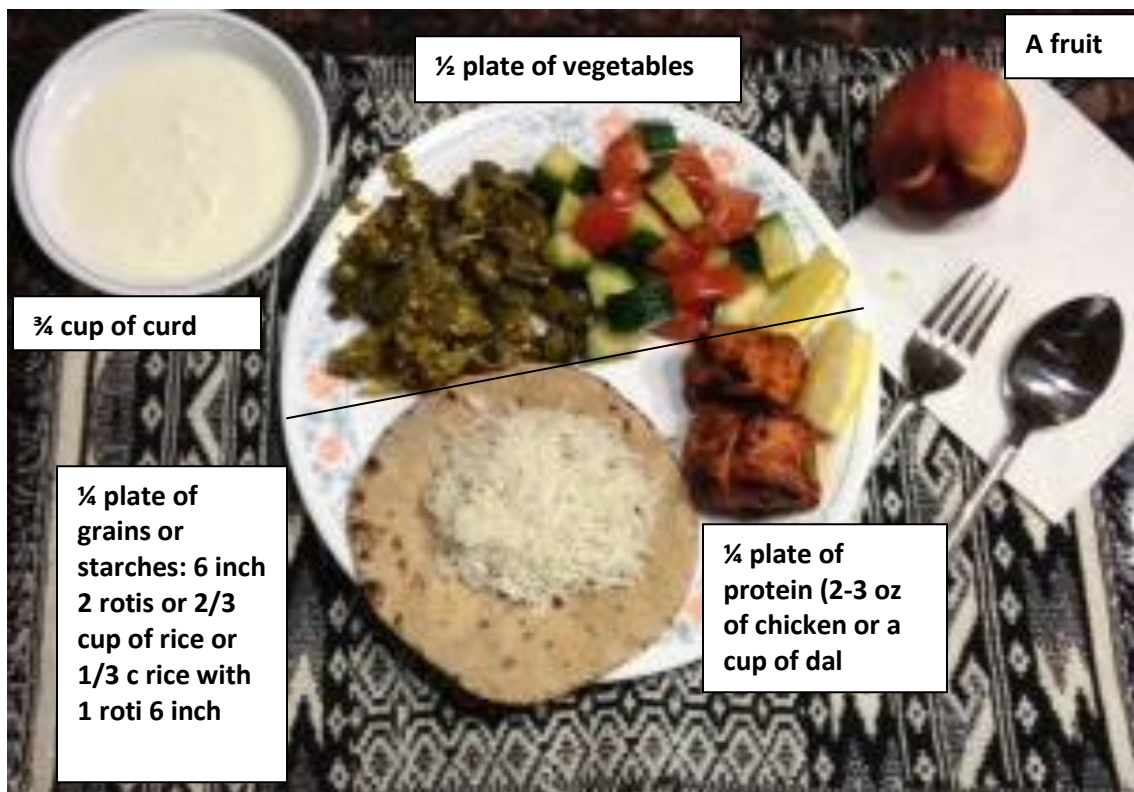 A fruit
½ plate of vegetables
¾ cup of curd
¼ plate of
grains or
starches: 6 inch
2 rotis or 2/3
cup of rice or
1/3 c rice with
1 roti 6 inch
¼ plate of
protein (2-3 oz
of chicken or a
cup of dal